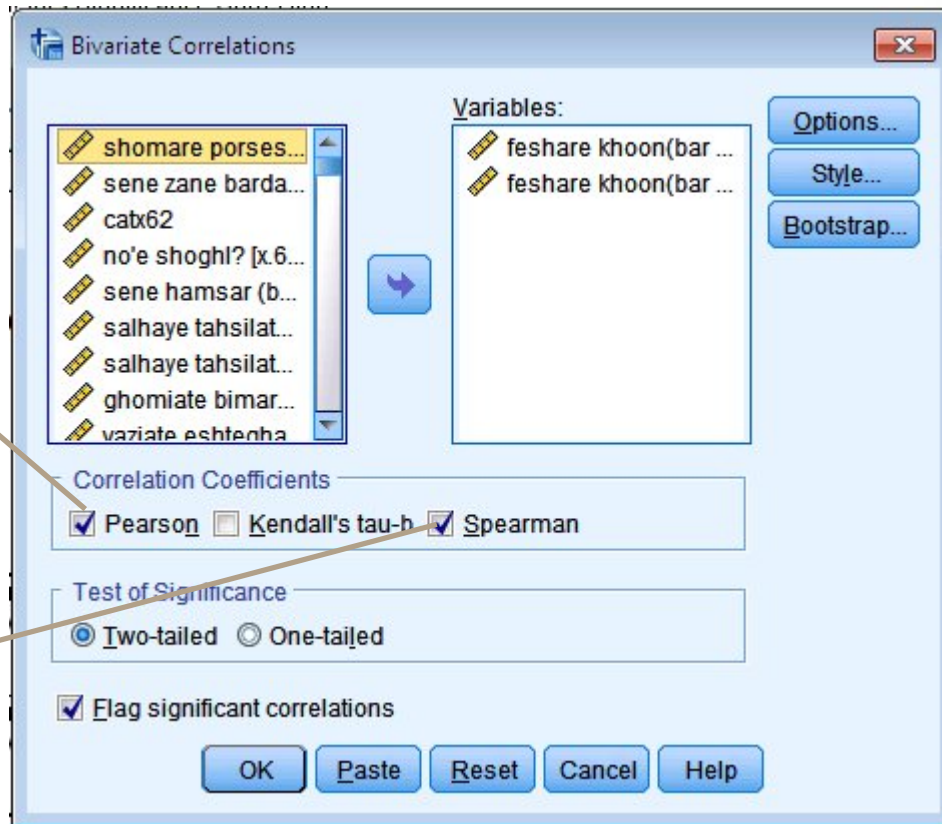 Bivariate Correlations
Variables:
shomare porses...
sene zane barda...
catx62
no'e shoghl? [x.6...
sene hamsar (b...
salhaye tahsilat...
salhaye tahsilat...
ghomiate bimar...
vaziate eshtegha
feshare khoon(bar ...
feshare khoon(bar ...
Options...
Style...
Bootstrap...
Correlation Coefficients
Pearson Kendall's tau-b Spearman
Test of Significance
Two-tailed One-tailed
Flag significant correlations
OK Paste Reset Cancel Help